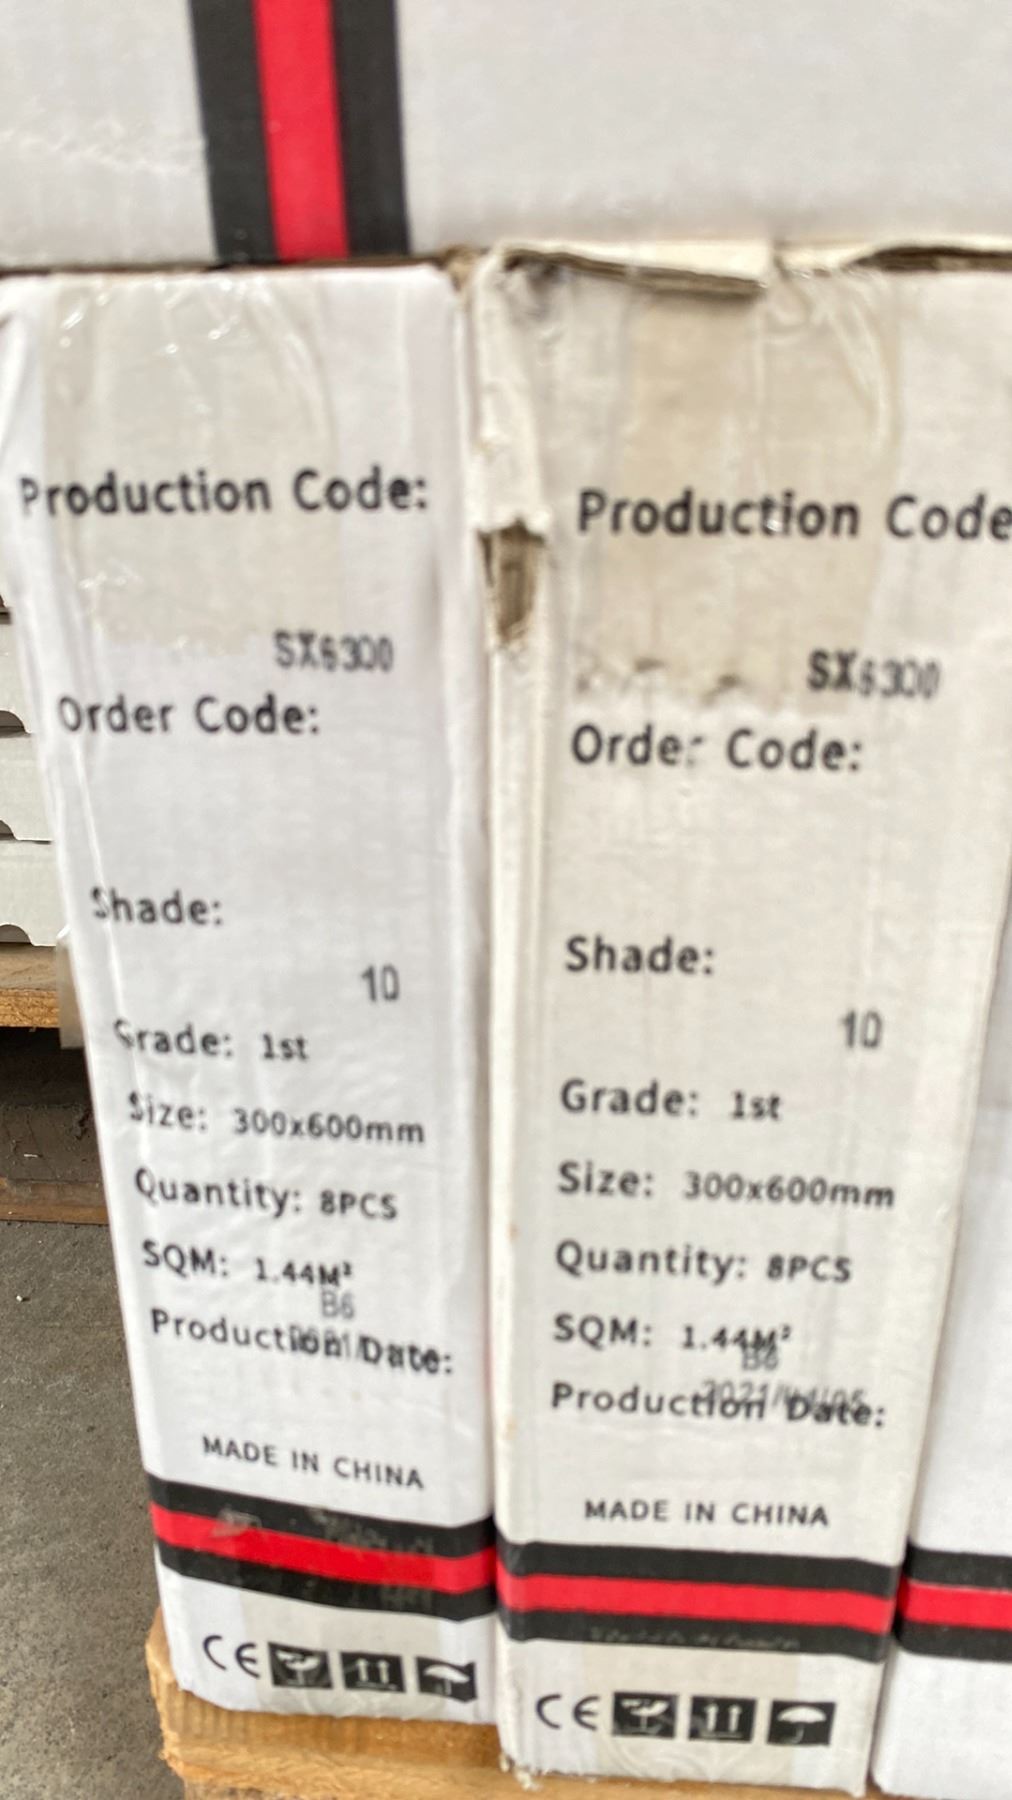 Production Code:
SX6300
Order Code:
Shade:
10
Grade: 1st
Size: 300x600mm
Quantity: 8PCS
SQM: 1.44M²
B6
Production Date:
MADE IN CHINA
CE
Production Code
SX6300
Order Code:
Shade:
10
Grade: 1st
Size: 300x600mm
Quantity: 8PCS
SQM: 1.44M²
B6
Production Date:
MADE IN CHINA
CE